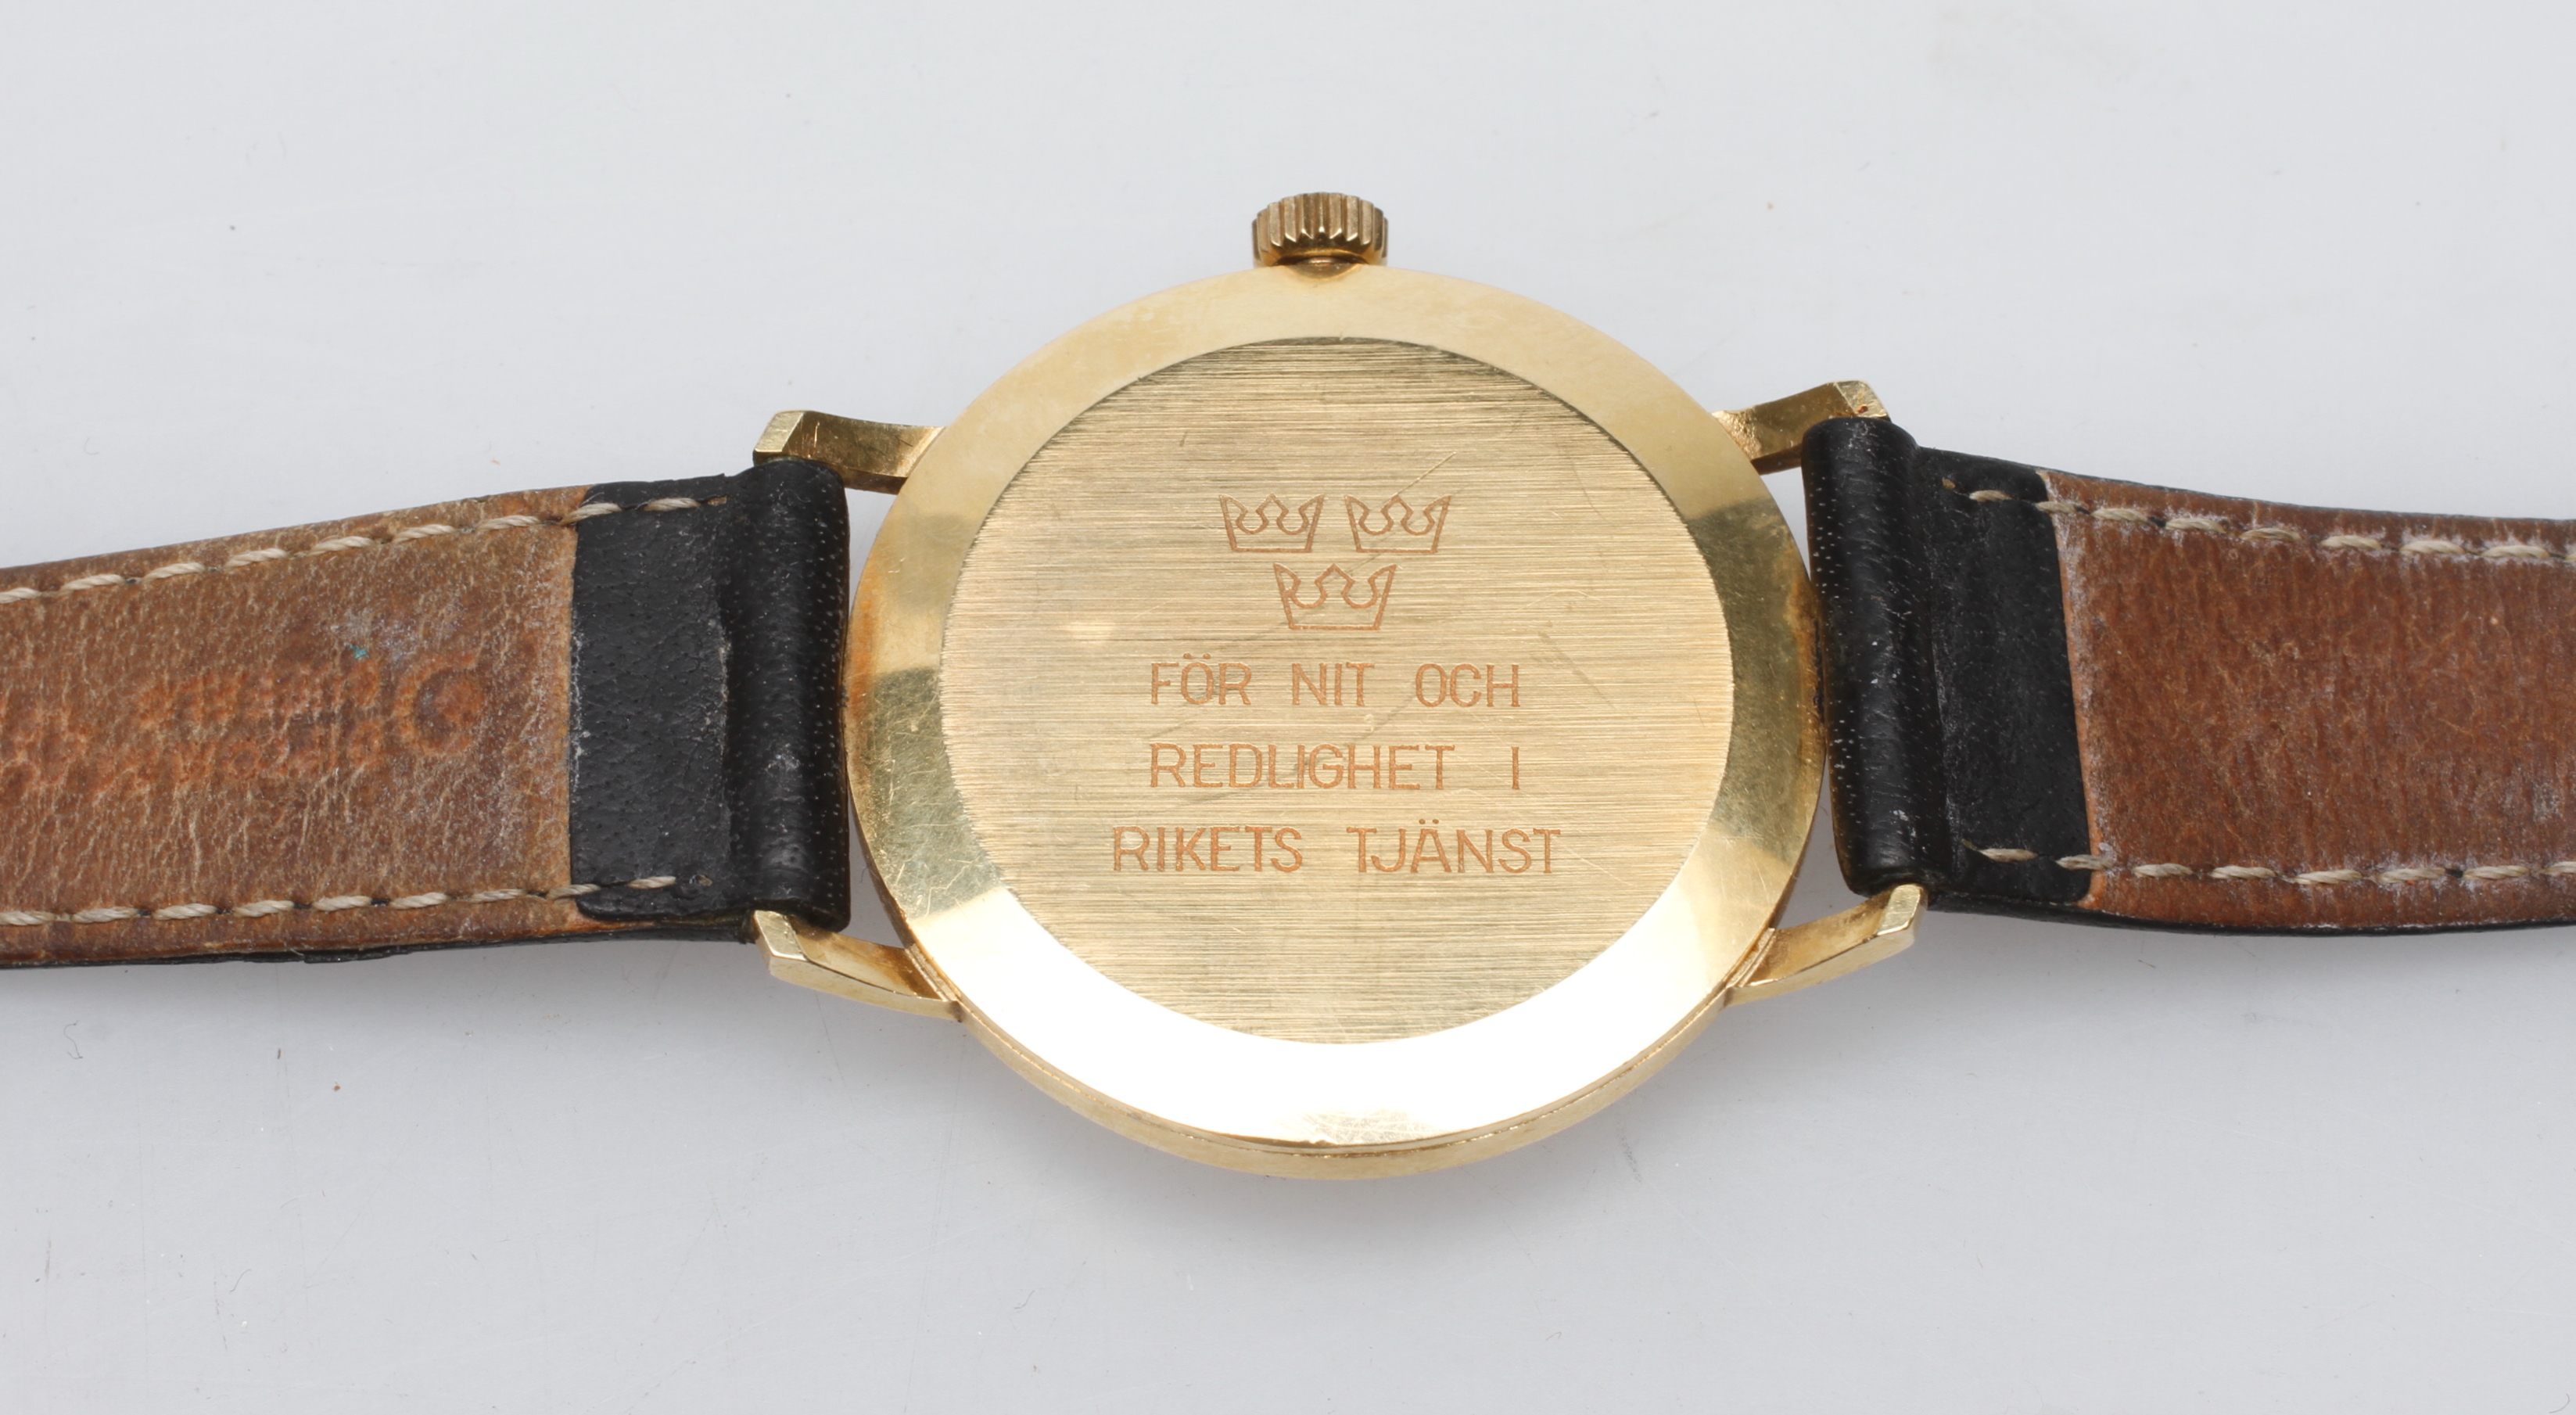 FÖR NIT OCH
REDLIGHET I
RIKETS TJÄNST